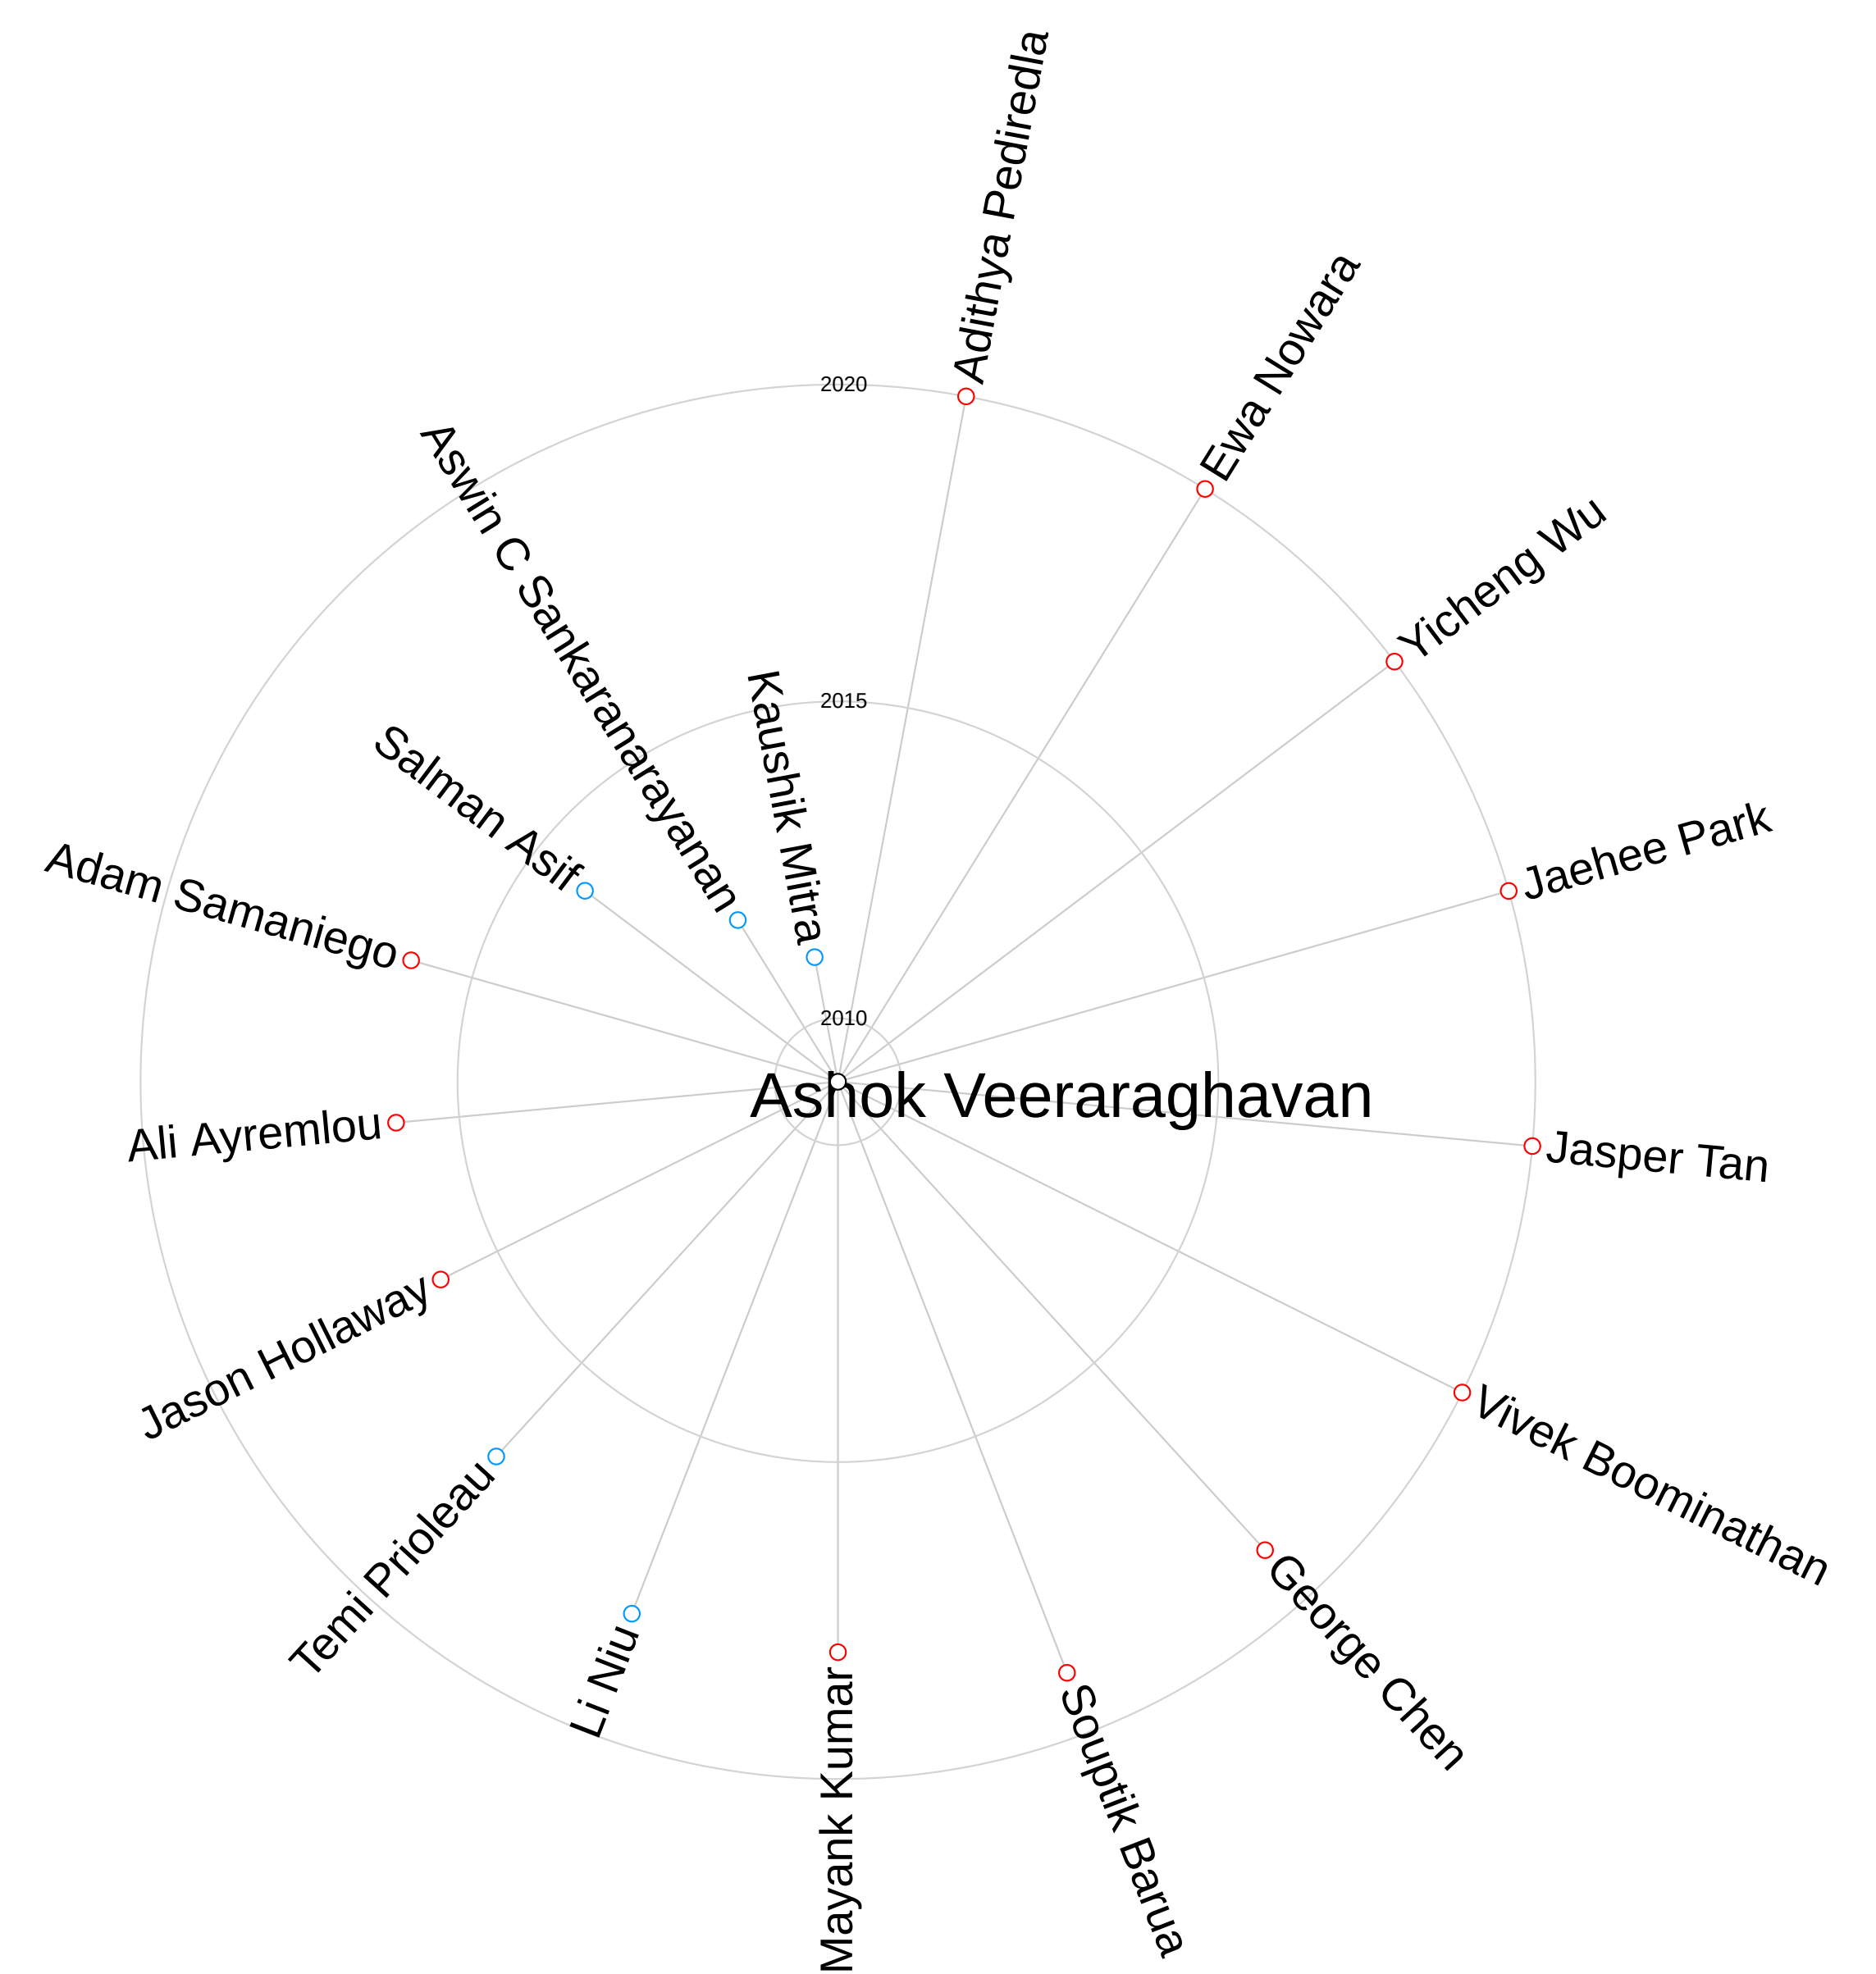 Adithya Pediredla
Ewa Nowara
2020
Aswin C Sankaranarayanan
Yicheng Wu
Kaushik Mitra
2015
Salman Asif
Jaehee Park
Adam Samaniego
2010
Ashok Veeraraghavan
Ali Ayremlou
Jasper Tan
Jason Hollaway
Vivek Boominathan
Temi Prioleau
George Chen
Li Niu
Mayank Kumar
Souptik Barua